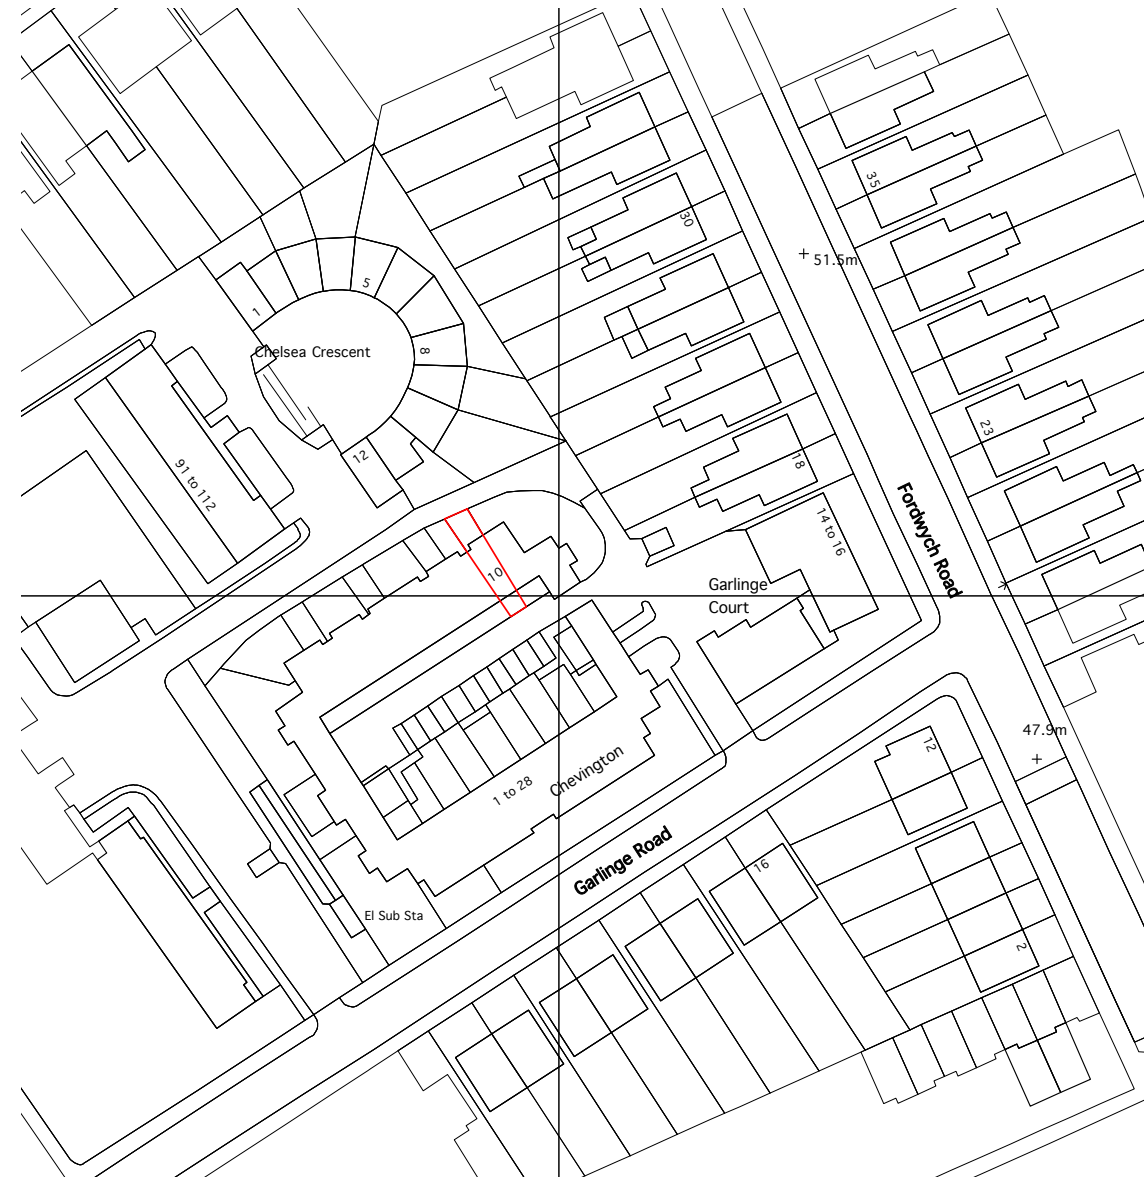 35
30
51.5m
5
1
Chelsea Crescent
8
23
12
18
91 to 112
14 to 16
Fordwych Road
10
Garlinge
Court
47.9m
12
Chevington
1 to 28
Garlinge Road
16
El Sub Sta
2